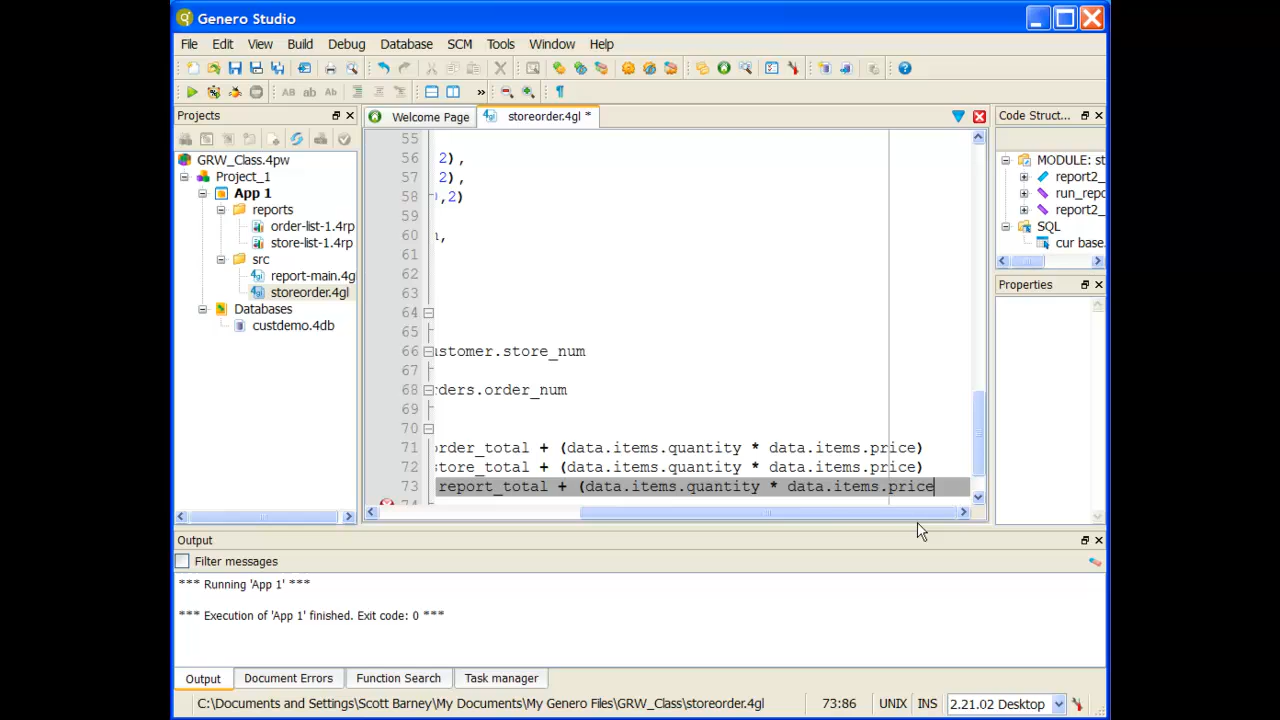 Genero Studio
File Edit View Build Debug Database SCM Tools Window Help
Projects
GRW_Class.4pw
Project_1
App 1
reports
order-list-1.4rp
store-list-1.4rp
src
report-main.4g
storeorder.4gl
Databases
custdemo.4db
Welcome Page storeorder.4gl *
55
56 2),
57 2),
58 ,2)
59
60 ,
61
62
63
64
65
66 ustomer.store_num
67
68 rders.order_num
69
70
71 order_total + (data.items.quantity * data.items.price)
72 store_total + (data.items.quantity * data.items.price)
73 report_total + (data.items.quantity * data.items.price
74
Code Struct...
MODULE: st
report2_
run_repo
report2_
SQL
cur base.
Properties
Output
Filter messages
*** Running 'App 1' ***
*** Execution of 'App 1' finished. Exit code: 0 ***
Output Document Errors Function Search Task manager
C:\Documents and Settings\Scott Barney\My Documents\My Genero Files\GRW_Class\storeorder.4gl 73:86 UNIX INS 2.21.02 Desktop